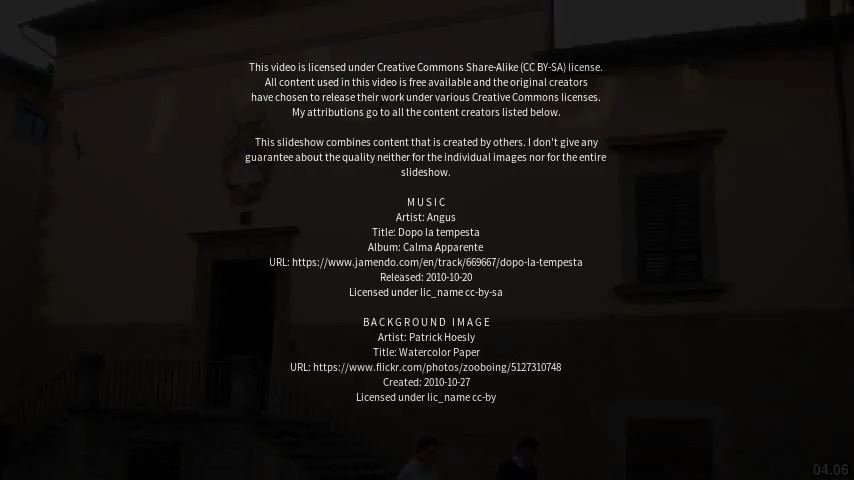 This video is licensed under Creative Commons Share-Alike (CC BY-SA) license.
All content used in this video is free available and the original creators
have chosen to release their work under various Creative Commons licenses.
My attributions go to all the content creators listed below.
This slideshow combines content that is created by others. I don't give any
guarantee about the quality neither for the individual images nor for the entire
slideshow.
MUSIC
Artist: Angus
Title: Dopo la tempesta
Album: Calma Apparente
URL: https://www.jamendo.com/en/track/669667/dopo-la-tempesta
Released: 2010-10-20
Licensed under lic_name cc-by-sa
BACKGROUND IMAGE
Artist: Patrick Hoesly
Title: Watercolor Paper
URL: https://www.flickr.com/photos/zooboing/5127310748
Created: 2010-10-27
Licensed under lic_name cc-by
04.06